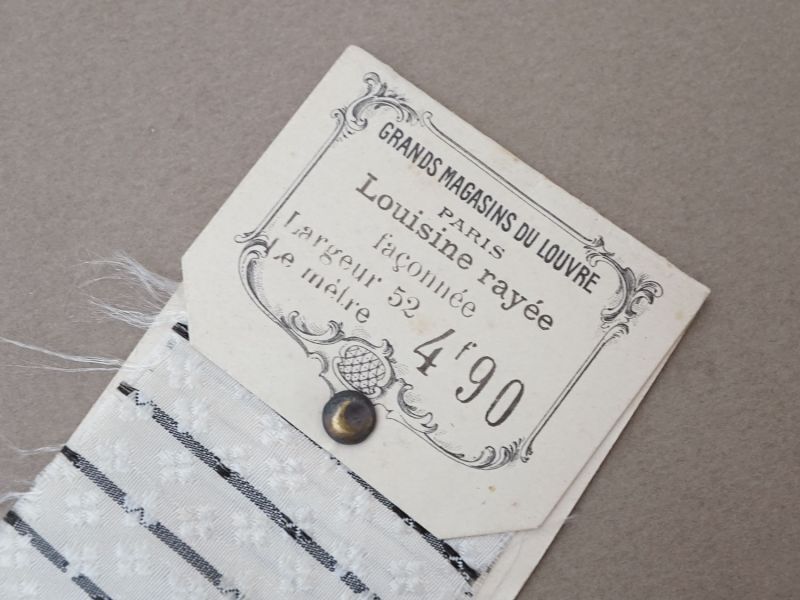 GRANDS MAGASINS DU LOUVRE
PARIS
Louisine rayée
façonnée
Largeur 52
Le mètre 4f90